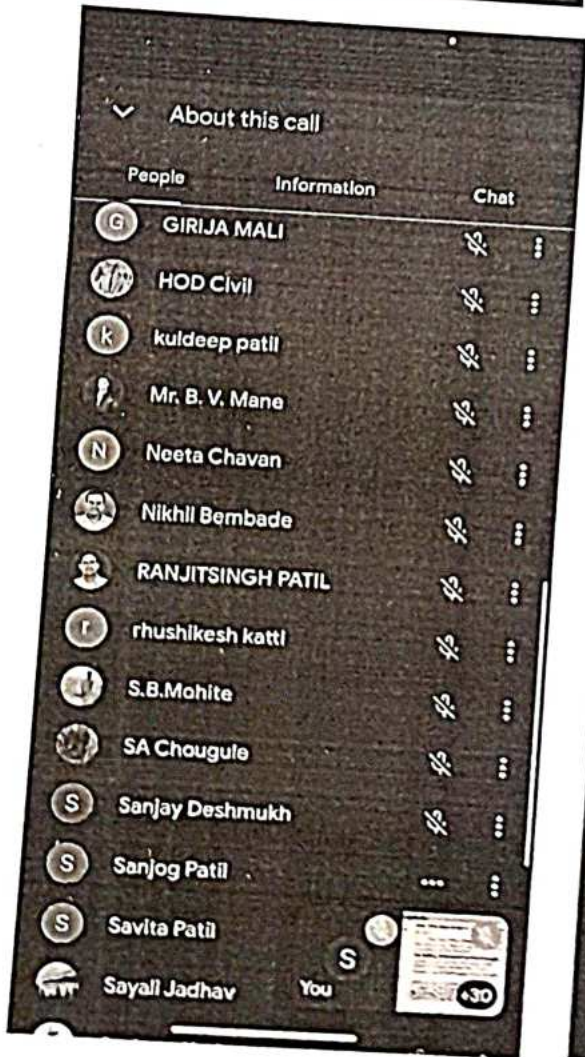 About this call
People Information Chat
G GIRIJA MALI
HOD Civil
k kuldeep patil
Mr. B. V. Mane
N Neeta Chavan
Nikhil Bembade
RANJITSINGH PATIL
r rhushikesh katti
S.B.Mohite
SA Chougule
S Sanjay Deshmukh
S Sanjog Patil
S Savita Patil
S
Sayali Jadhav You +30